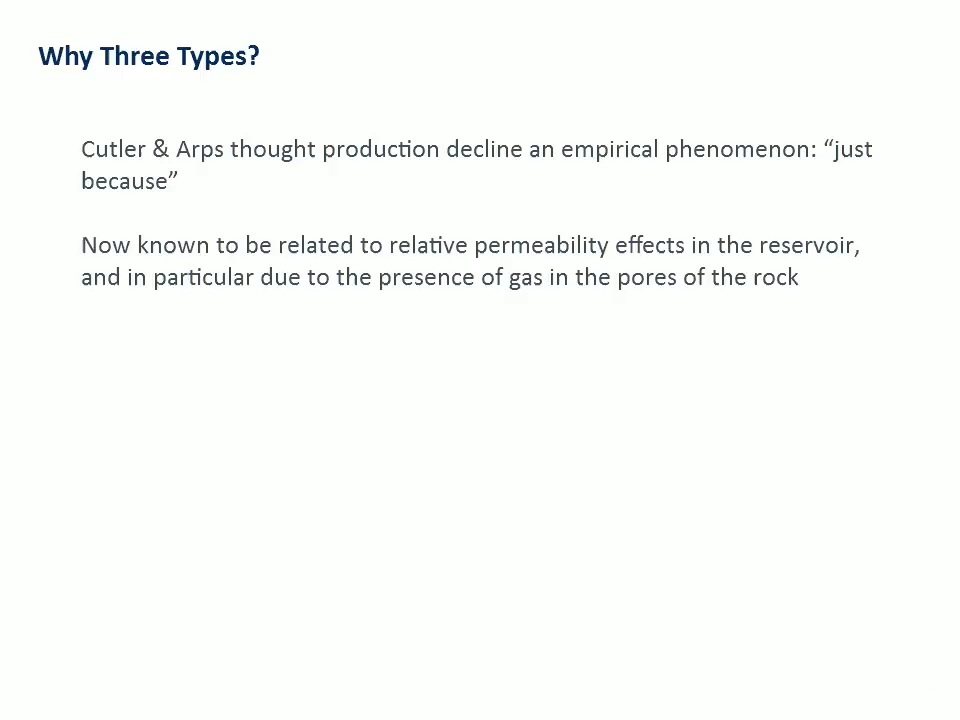 Why Three Types?
Cutler & Arps thought production decline an empirical phenomenon: “just
because”
Now known to be related to relative permeability effects in the reservoir,
and in particular due to the presence of gas in the pores of the rock